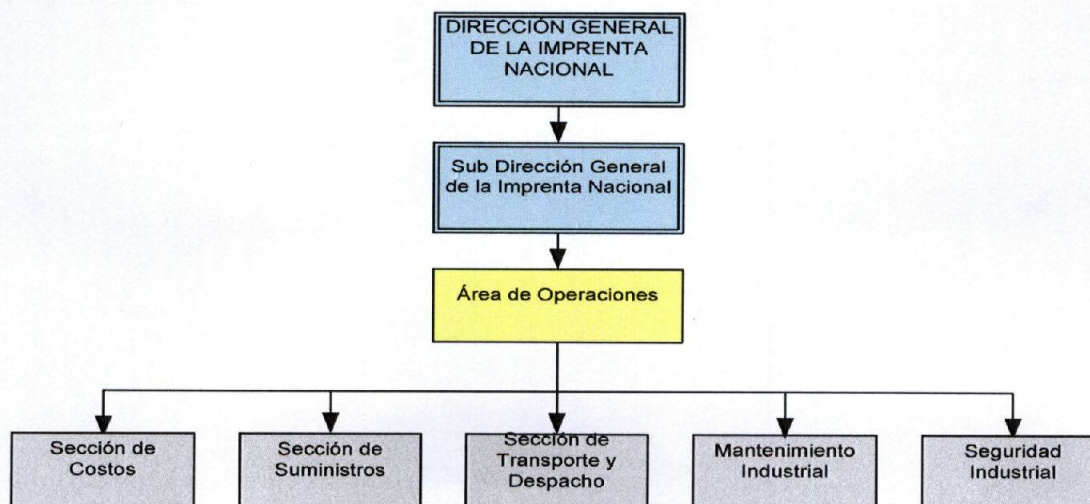 DIRECCIÓN GENERAL
DE LA IMPRENTA
NACIONAL
Sub Dirección General
de la Imprenta Nacional
Área de Operaciones
Sección de
Costos
Sección de
Suministros
Sección de
Transporte y
Despacho
Mantenimiento
Industrial
Seguridad
Industrial